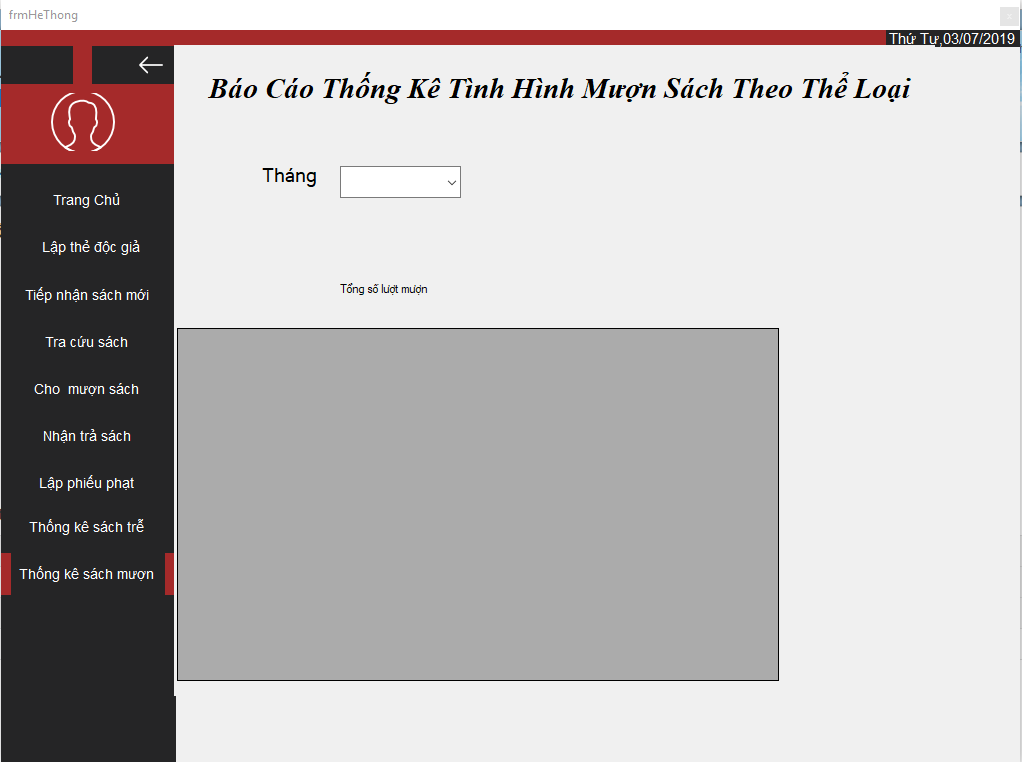 frmHeThong
Thứ Tư,03/07/2019
Báo Cáo Thống Kê Tình Hình Mượn Sách Theo Thể Loại
Tháng
Tổng số lượt mượn
Trang Chủ
Lập thẻ độc giả
Tiếp nhận sách mới
Tra cứu sách
Cho  mượn sách
Nhận trả sách
Lập phiếu phạt
Thống kê sách trễ
Thống kê sách mượn